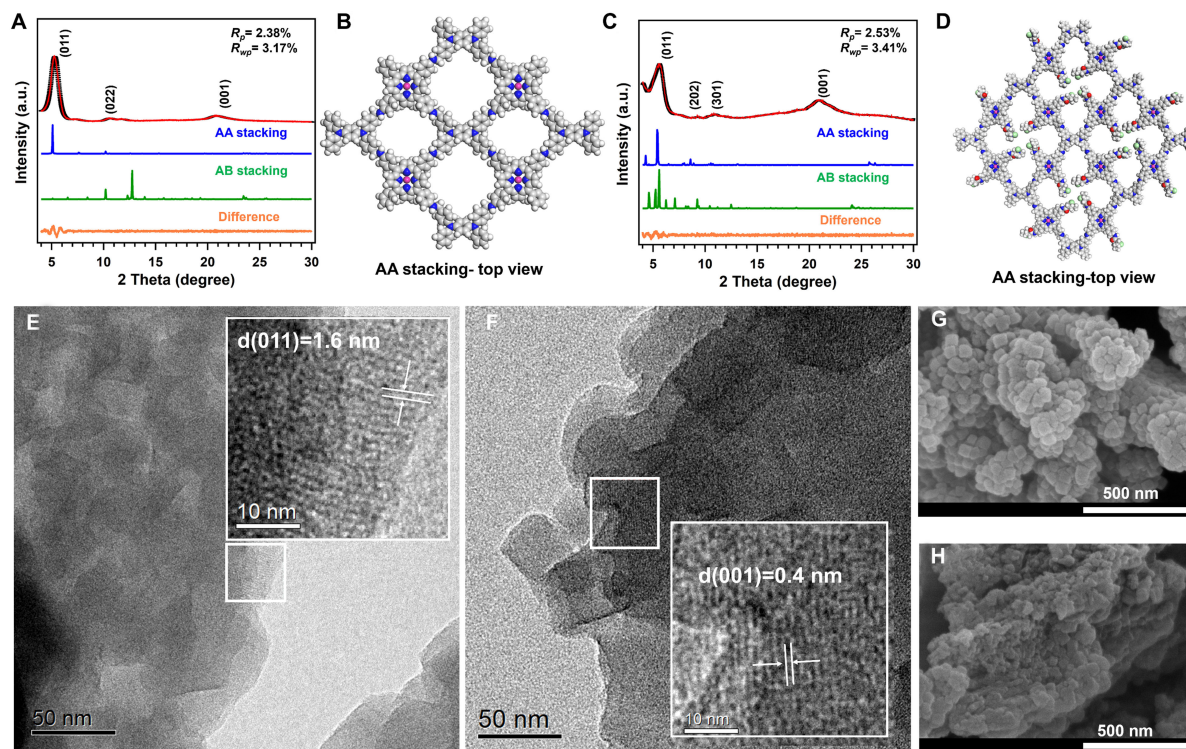 A
Intensity (a.u.)
Rp= 2.38%
Rwp= 3.17%
(011)
(022)
(001)
AA stacking
AB stacking
Difference
5 10 15 20 25 30
2 Theta (degree)
B
AA stacking- top view
C
Intensity (a.u.)
Rp= 2.53%
Rwp= 3.41%
(011)
(202)
(301)
(001)
AA stacking
AB stacking
Difference
5 10 15 20 25 30
2 Theta (degree)
D
AA stacking-top view
E
d(011)=1.6 nm
10 nm
50 nm
F
d(001)=0.4 nm
10 nm
50 nm
G
500 nm
H
500 nm